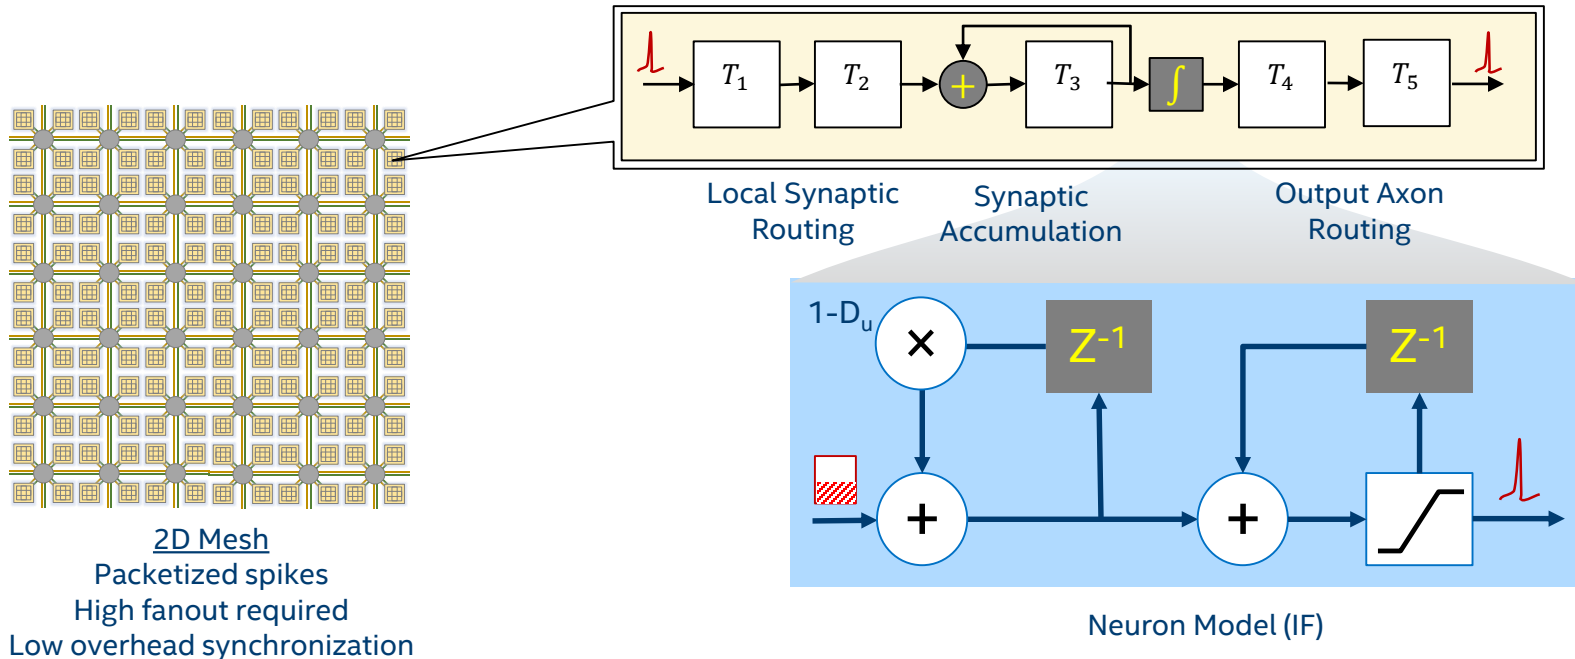 T₁
T₂
+
T₃
∫
T₄
T₅
Local Synaptic
Routing
Synaptic
Accumulation
Output Axon
Routing
1-Dᵤ
×
Z⁻¹
Z⁻¹
+
+
2D Mesh
Packetized spikes
High fanout required
Low overhead synchronization
Neuron Model (IF)